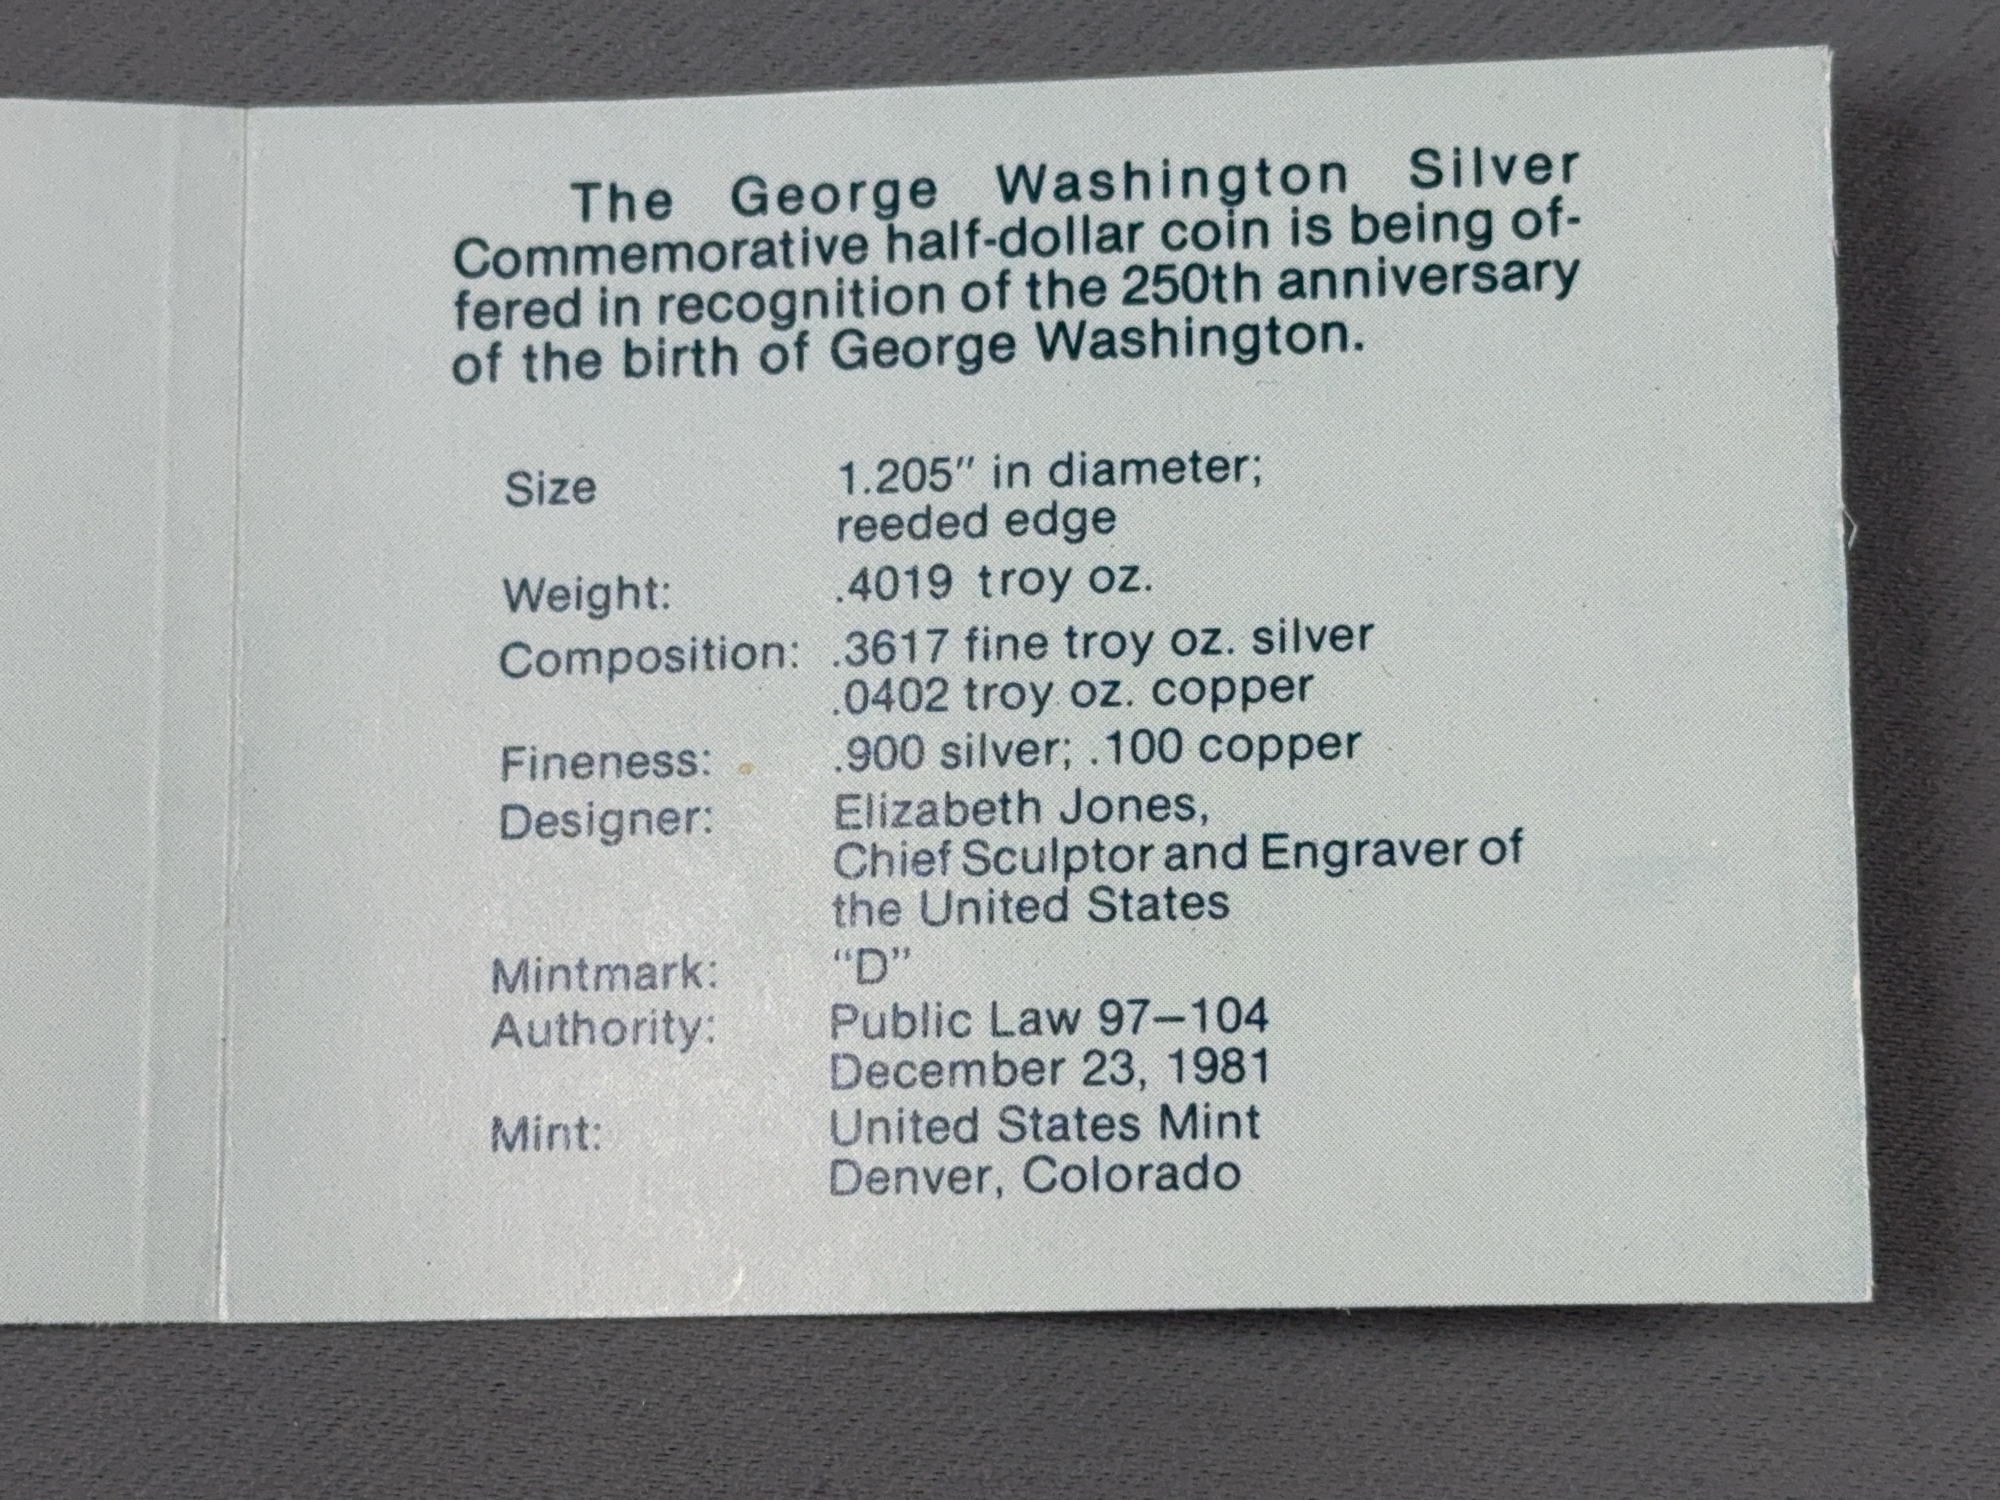 The George Washington Silver
Commemorative half-dollar coin is being of-
fered in recognition of the 250th anniversary
of the birth of George Washington.
Size 1.205″ in diameter;
reeded edge
Weight: .4019 troy oz.
Composition: .3617 fine troy oz. silver
.0402 troy oz. copper
Fineness: .900 silver; .100 copper
Designer: Elizabeth Jones,
Chief Sculptor and Engraver of
the United States
Mintmark: “D”
Authority: Public Law 97–104
December 23, 1981
Mint: United States Mint
Denver, Colorado